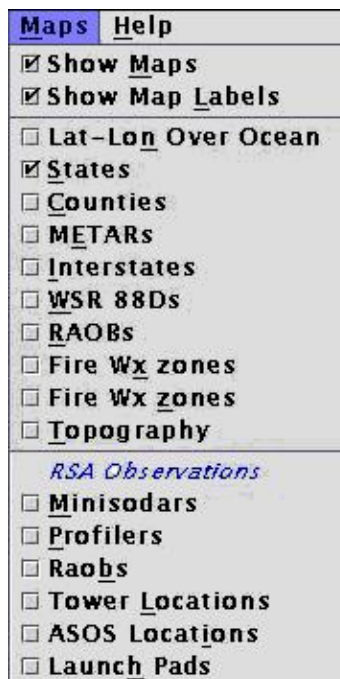 Maps Help
Show Maps
Show Map Labels
Lat-Lon Over Ocean
States
Counties
METARs
Interstates
WSR 88Ds
RAOBs
Fire Wx zones
Fire Wx zones
Topography
RSA Observations
Minisodars
Profilers
Raobs
Tower Locations
ASOS Locations
Launch Pads